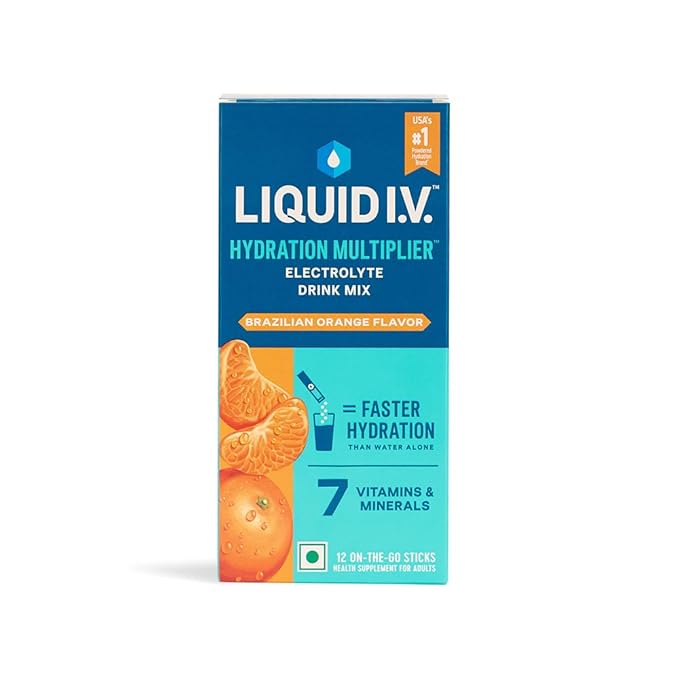 USA's
#1
Powdered
Hydration
Brand
LIQUID I.V.™
HYDRATION MULTIPLIER™
ELECTROLYTE
DRINK MIX
BRAZILIAN ORANGE FLAVOR
= FASTER
HYDRATION
THAN WATER ALONE
7 VITAMINS &
MINERALS
12 ON-THE-GO STICKS
HEALTH SUPPLEMENT FOR ADULTS